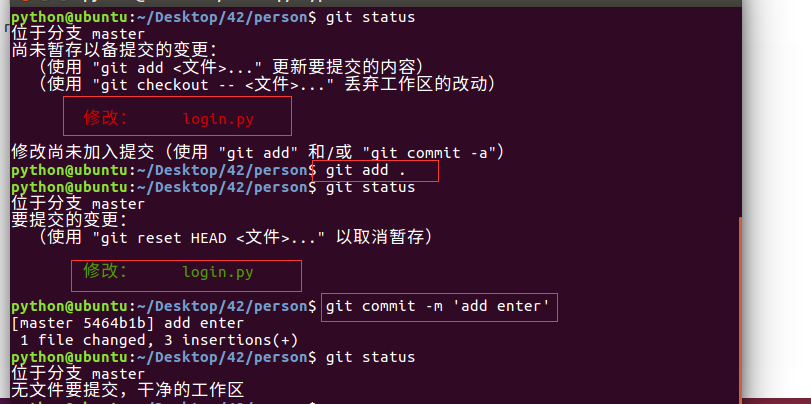 python@ubuntu:~/Desktop/42/person$ git status
位于分支 master
尚未暂存以备提交的变更：
（使用 "git add <文件>..." 更新要提交的内容）
（使用 "git checkout -- <文件>..." 丢弃工作区的改动）
修改： login.py
修改尚未加入提交（使用 "git add" 和/或 "git commit -a"）
python@ubuntu:~/Desktop/42/person$ git add .
python@ubuntu:~/Desktop/42/person$ git status
位于分支 master
要提交的变更：
（使用 "git reset HEAD <文件>..." 以取消暂存）
修改： login.py
python@ubuntu:~/Desktop/42/person$ git commit -m 'add enter'
[master 5464b1b] add enter
1 file changed, 3 insertions(+)
python@ubuntu:~/Desktop/42/person$ git status
位于分支 master
无文件要提交，干净的工作区
python@ubuntu:~/Desktop/42/person$